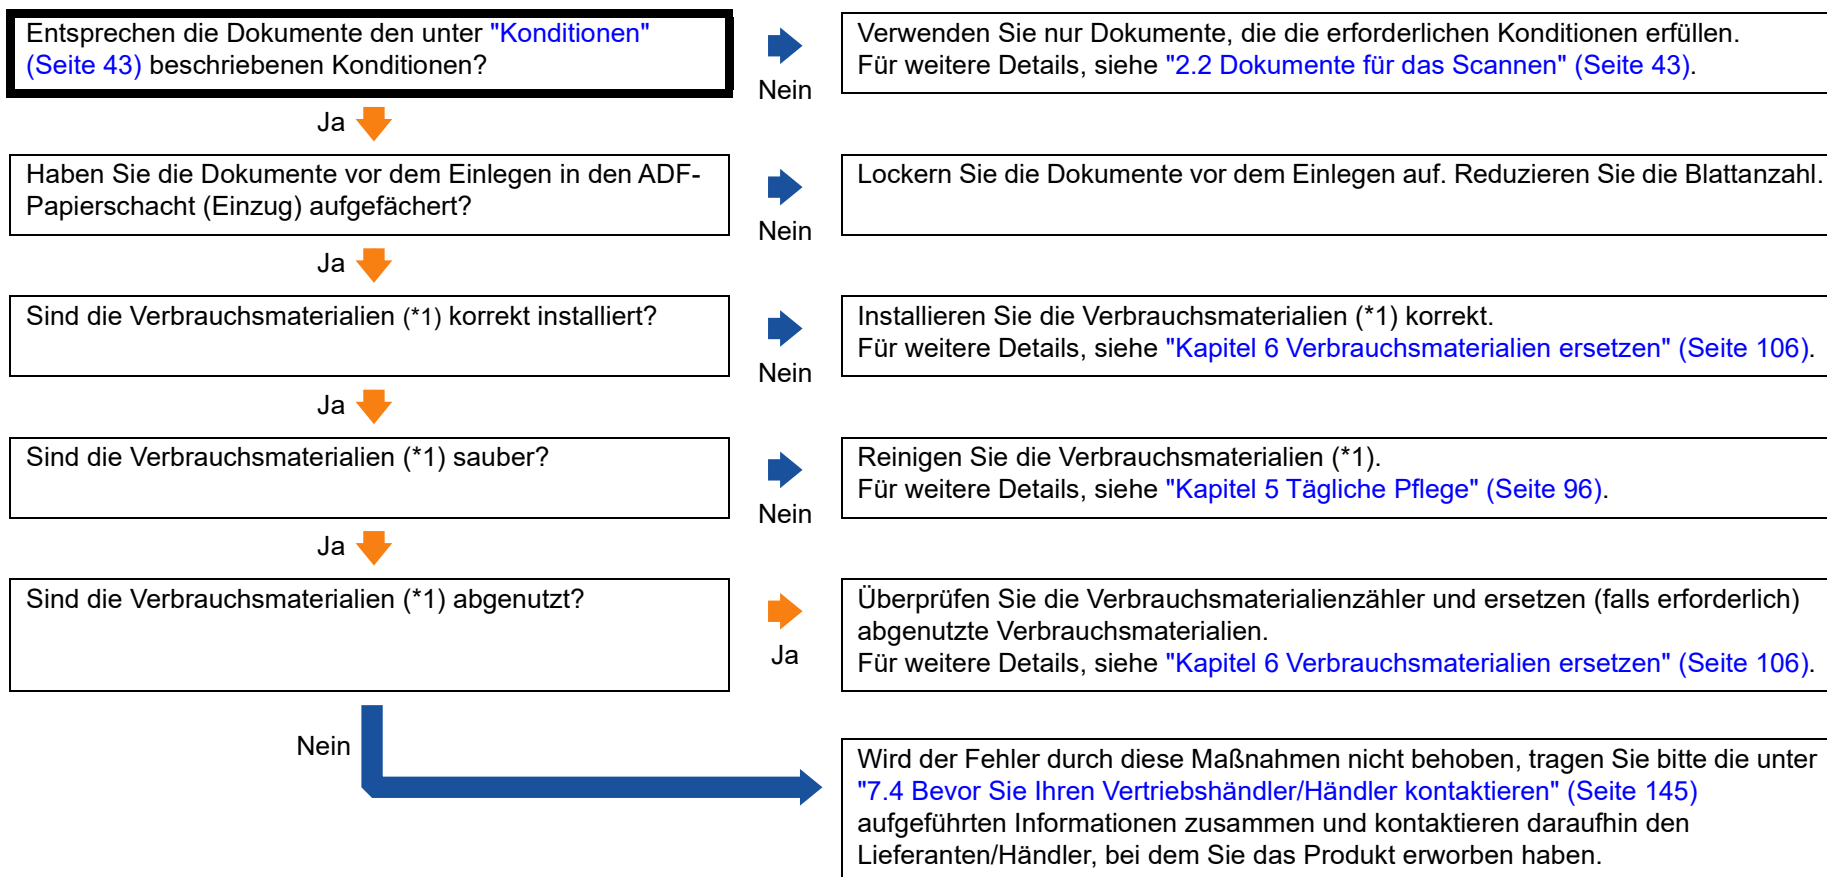 Entsprechen die Dokumente den unter "Konditionen"
(Seite 43) beschriebenen Konditionen?
Nein
Verwenden Sie nur Dokumente, die die erforderlichen Konditionen erfüllen.
Für weitere Details, siehe "2.2 Dokumente für das Scannen" (Seite 43).
Ja
Haben Sie die Dokumente vor dem Einlegen in den ADF-
Papierschacht (Einzug) aufgefächert?
Nein
Lockern Sie die Dokumente vor dem Einlegen auf. Reduzieren Sie die Blattanzahl.
Ja
Sind die Verbrauchsmaterialien (*1) korrekt installiert?
Nein
Installieren Sie die Verbrauchsmaterialien (*1) korrekt.
Für weitere Details, siehe "Kapitel 6 Verbrauchsmaterialien ersetzen" (Seite 106).
Ja
Sind die Verbrauchsmaterialien (*1) sauber?
Nein
Reinigen Sie die Verbrauchsmaterialien (*1).
Für weitere Details, siehe "Kapitel 5 Tägliche Pflege" (Seite 96).
Ja
Sind die Verbrauchsmaterialien (*1) abgenutzt?
Ja
Überprüfen Sie die Verbrauchsmaterialienzähler und ersetzen (falls erforderlich)
abgenutzte Verbrauchsmaterialien.
Für weitere Details, siehe "Kapitel 6 Verbrauchsmaterialien ersetzen" (Seite 106).
Nein
Wird der Fehler durch diese Maßnahmen nicht behoben, tragen Sie bitte die unter
"7.4 Bevor Sie Ihren Vertriebshändler/Händler kontaktieren" (Seite 145)
aufgeführten Informationen zusammen und kontaktieren daraufhin den
Lieferanten/Händler, bei dem Sie das Produkt erworben haben.